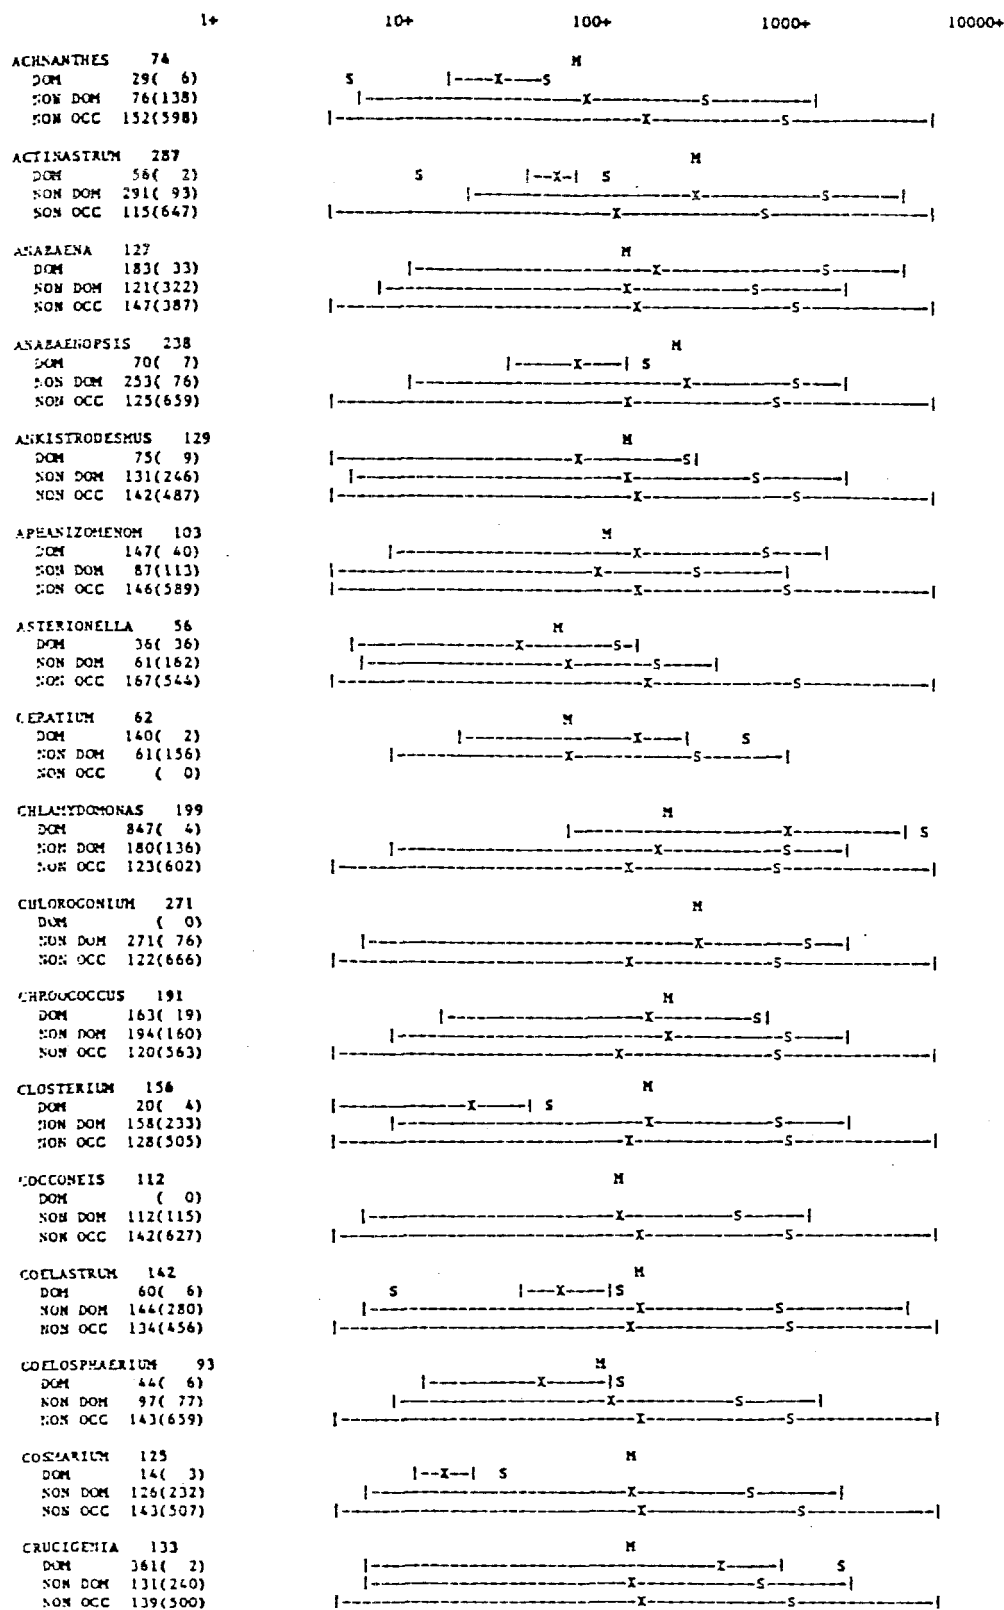 1+ 10+ 100+ 1000+ 10000+
ACHNANTHES 74 M
DOM 29( 6) S |----X----S
NON DOM 76(138) |----X----S----|
NON OCC 152(598) |----X----S----|
ACTINASTRUM 287 M
DOM 56( 2) S |--X-| S
NON DOM 291( 93) |----X----S----|
NON OCC 115(647) |----X----S----|
ANABAENA 127 M
DOM 183( 33) |----X----S----|
NON DOM 121(322) |----X----S----|
NON OCC 147(387) |----X----S----|
ANABAENOPSIS 238 M
DOM 70( 7) |----X----| S
NON DOM 253( 76) |----X----S----|
NON OCC 125(659) |----X----S----|
ANKISTRODESMUS 129 M
DOM 75( 9) |----X----S|
NON DOM 131(246) |----X----S----|
NON OCC 142(487) |----X----S----|
APHANIZOMENOM 103 M
DOM 147( 40) |----X----S----|
NON DOM 87(113) |----X----S----|
NON OCC 146(589) |----X----S----|
ASTERIONELLA 56 M
DOM 36( 36) |----X----S-|
NON DOM 61(162) |----X----S----|
NON OCC 167(544) |----X----S----|
CERATIUM 62 M
DOM 140( 2) |----X----| S
NON DOM 61(156) |----X----S----|
NON OCC ( 0)
CHLAMYDOMONAS 199 M
DOM 847( 4) |----X----| S
NON DOM 180(136) |----X----S----|
NON OCC 123(602) |----X----S----|
CHLOROGONIUM 271 M
DOM ( 0)
NON DOM 271( 76) |----X----S----|
NON OCC 122(666) |----X----S----|
CHROOCOCCUS 191 M
DOM 163( 19) |----X----S|
NON DOM 194(160) |----X----S----|
NON OCC 120(563) |----X----S----|
CLOSTERIUM 156 M
DOM 20( 4) |----X----| S
NON DOM 158(233) |----X----S----|
NON OCC 128(505) |----X----S----|
COCCONEIS 112 M
DOM ( 0)
NON DOM 112(115) |----X----S----|
NON OCC 142(627) |----X----S----|
COELASTRUM 142 M
DOM 60( 6) S |---X----|S
NON DOM 144(280) |----X----S----|
NON OCC 134(456) |----X----S----|
COELOSPHAERIUM 93 M
DOM 44( 6) |----X----|S
NON DOM 97( 77) |----X----S----|
NON OCC 143(659) |----X----S----|
COSMARIUM 125 M
DOM 14( 3) |--X--| S
NON DOM 126(232) |----X----S----|
NON OCC 143(507) |----X----S----|
CRUCIGENIA 133 M
DOM 361( 2) |----X----| S
NON DOM 131(240) |----X----S----|
NON OCC 139(500) |----X----S----|